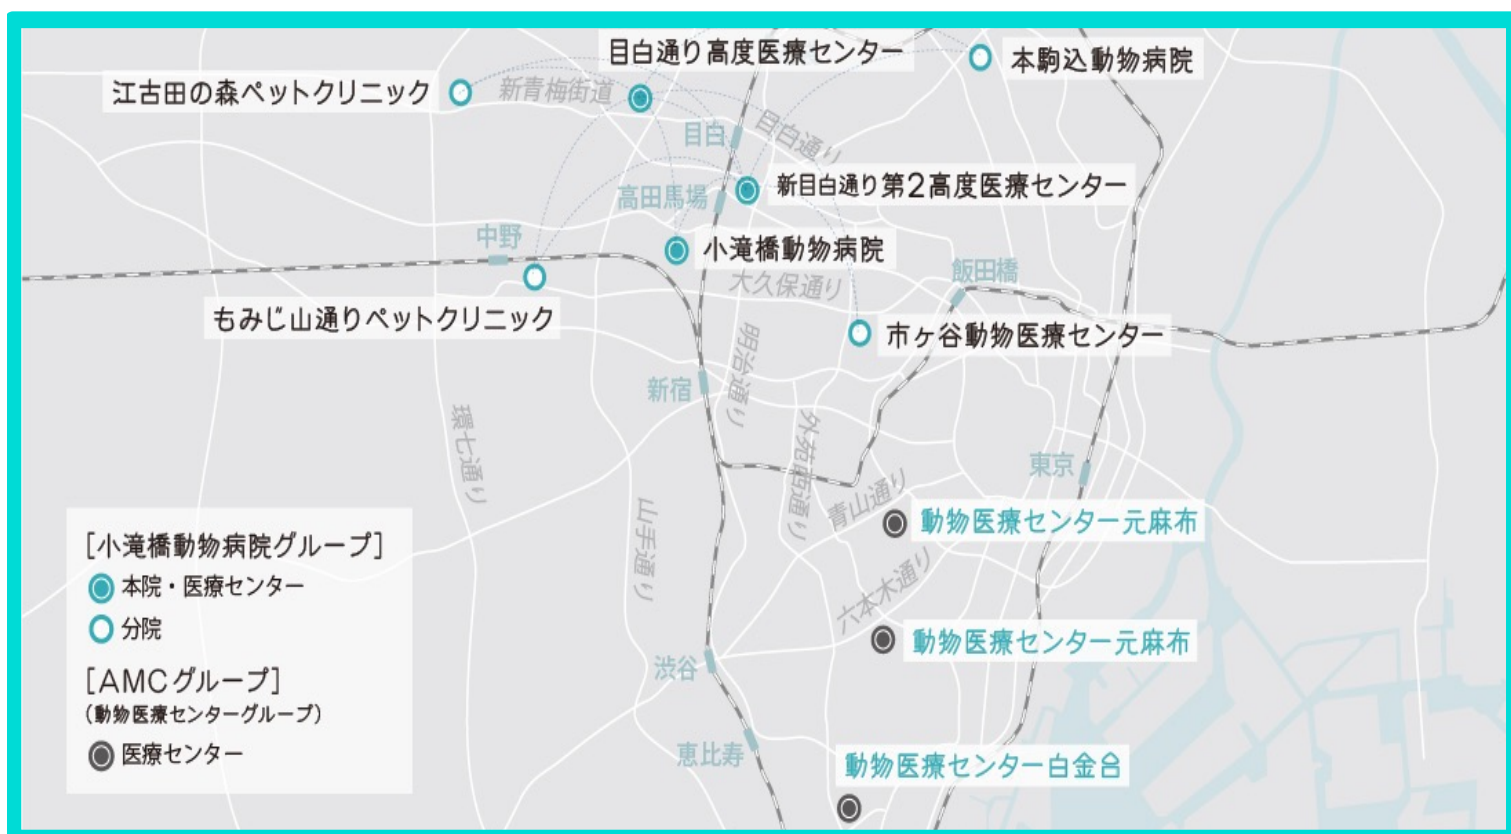 目白通り高度医療センター
本駒込動物病院
江古田の森ペットクリニック
新青梅街道
目白
目白通り
新目白通り第2高度医療センター
高田馬場
中野
小滝橋動物病院
大久保通り
飯田橋
もみじ山通りペットクリニック
市ヶ谷動物医療センター
明治通り
新宿
環七通り
外苑西通り
東京
青山通り
山手通り
動物医療センター元麻布
六本木通り
動物医療センター元麻布
渋谷
恵比寿
動物医療センター白金台
[小滝橋動物病院グループ]
本院・医療センター
分院
[AMCグループ]
(動物医療センターグループ)
医療センター